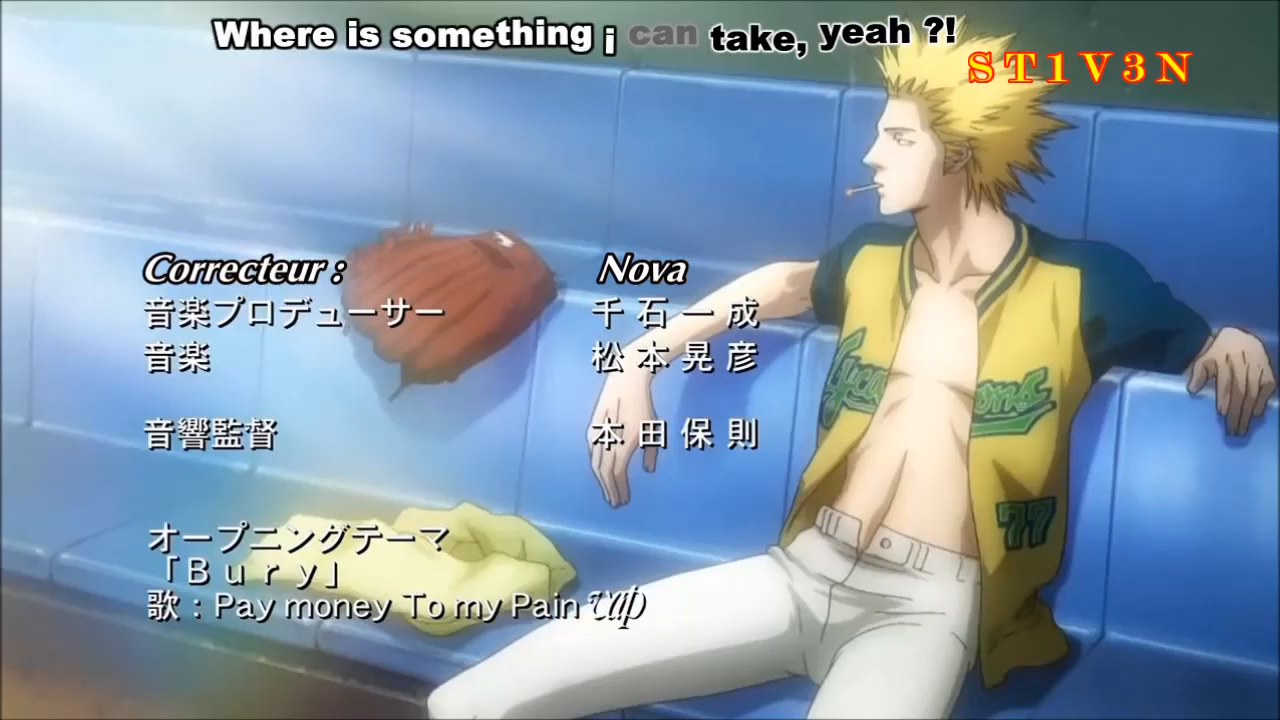 Where is something ¡ can take, yeah ?!
ST1V3N
Correcteur : Nova
音楽プロデューサー 千石一成
音楽 松本晃彦
音響監督 本田保則
オープニングテーマ
「Bury」
歌：Pay money To my Pain
77